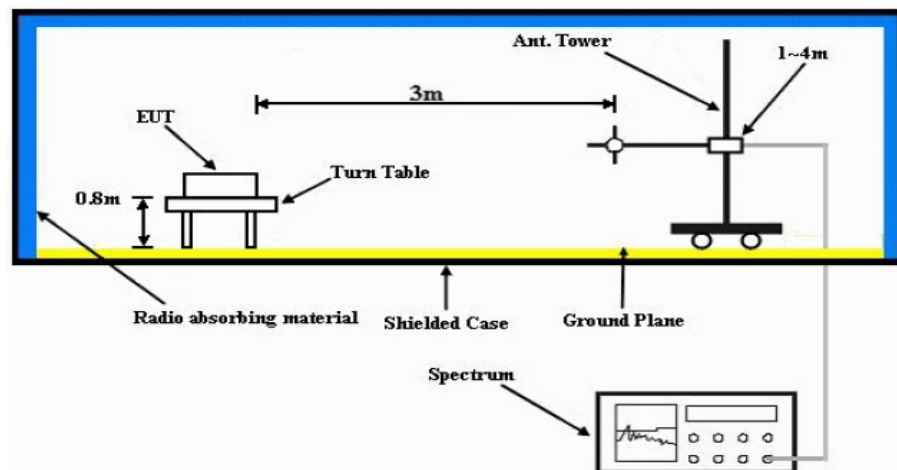 Ant. Tower
1~4m
3m
EUT
Turn Table
0.8m
Radio absorbing material
Shielded Case
Ground Plane
Spectrum